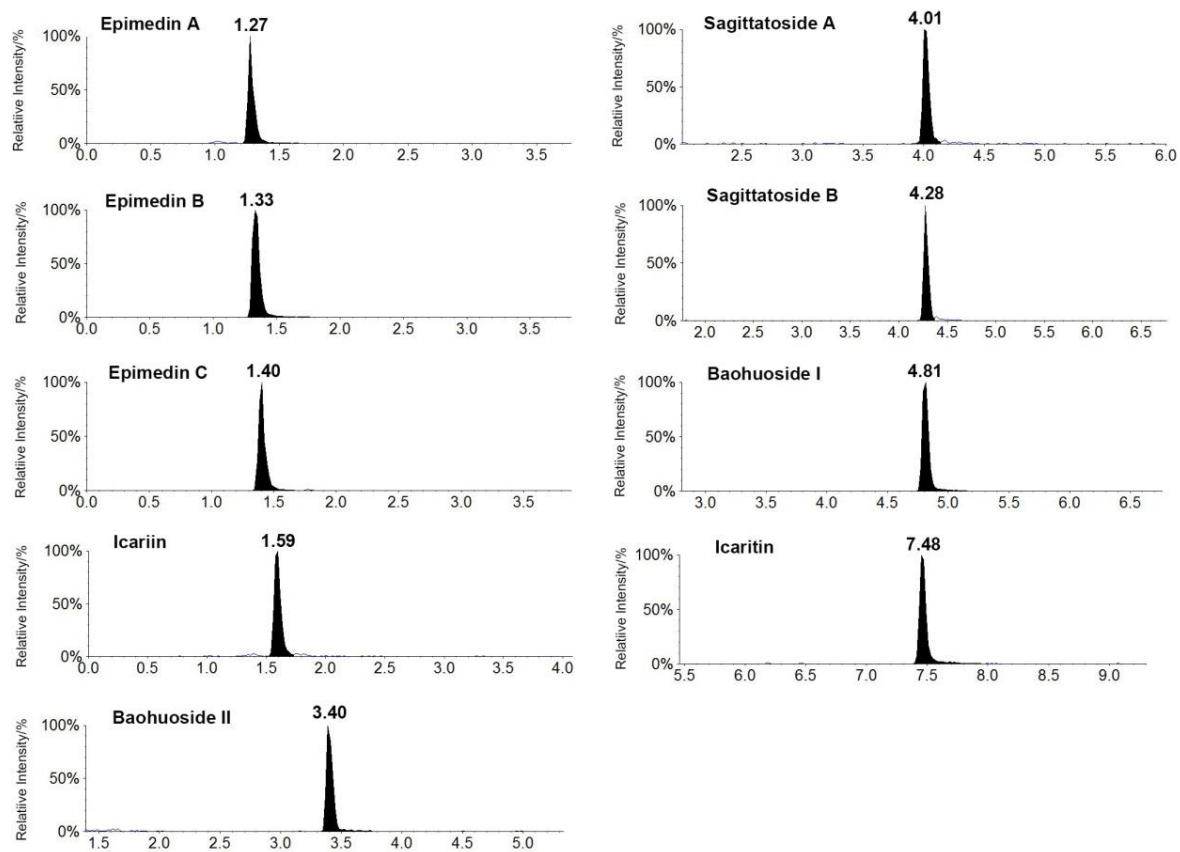 Epimedin A
1.27
Relatiive Intensity/%
100%
50%
0%
0.0 0.5 1.0 1.5 2.0 2.5 3.0 3.5
Epimedin B
1.33
Relatiive Intensity/%
100%
50%
0%
0.0 0.5 1.0 1.5 2.0 2.5 3.0 3.5
Epimedin C
1.40
Relatiive Intensity/%
100%
50%
0%
0.0 0.5 1.0 1.5 2.0 2.5 3.0 3.5
Icariin
1.59
Relatiive Intensity/%
100%
50%
0%
0.0 0.5 1.0 1.5 2.0 2.5 3.0 3.5 4.0
Baohuoside II
3.40
Relatiive Intensity/%
100%
50%
0%
1.5 2.0 2.5 3.0 3.5 4.0 4.5 5.0
Sagittatoside A
4.01
Relatiive Intensity/%
100%
50%
0%
2.5 3.0 3.5 4.0 4.5 5.0 5.5 6.0
Sagittatoside B
4.28
Relatiive Intensity/%
100%
50%
0%
2.0 2.5 3.0 3.5 4.0 4.5 5.0 5.5 6.0 6.5
Baohuoside I
4.81
Relatiive Intensity/%
100%
50%
0%
3.0 3.5 4.0 4.5 5.0 5.5 6.0 6.5
Icaritin
7.48
Relatiive Intensity/%
100%
50%
0%
5.5 6.0 6.5 7.0 7.5 8.0 8.5 9.0